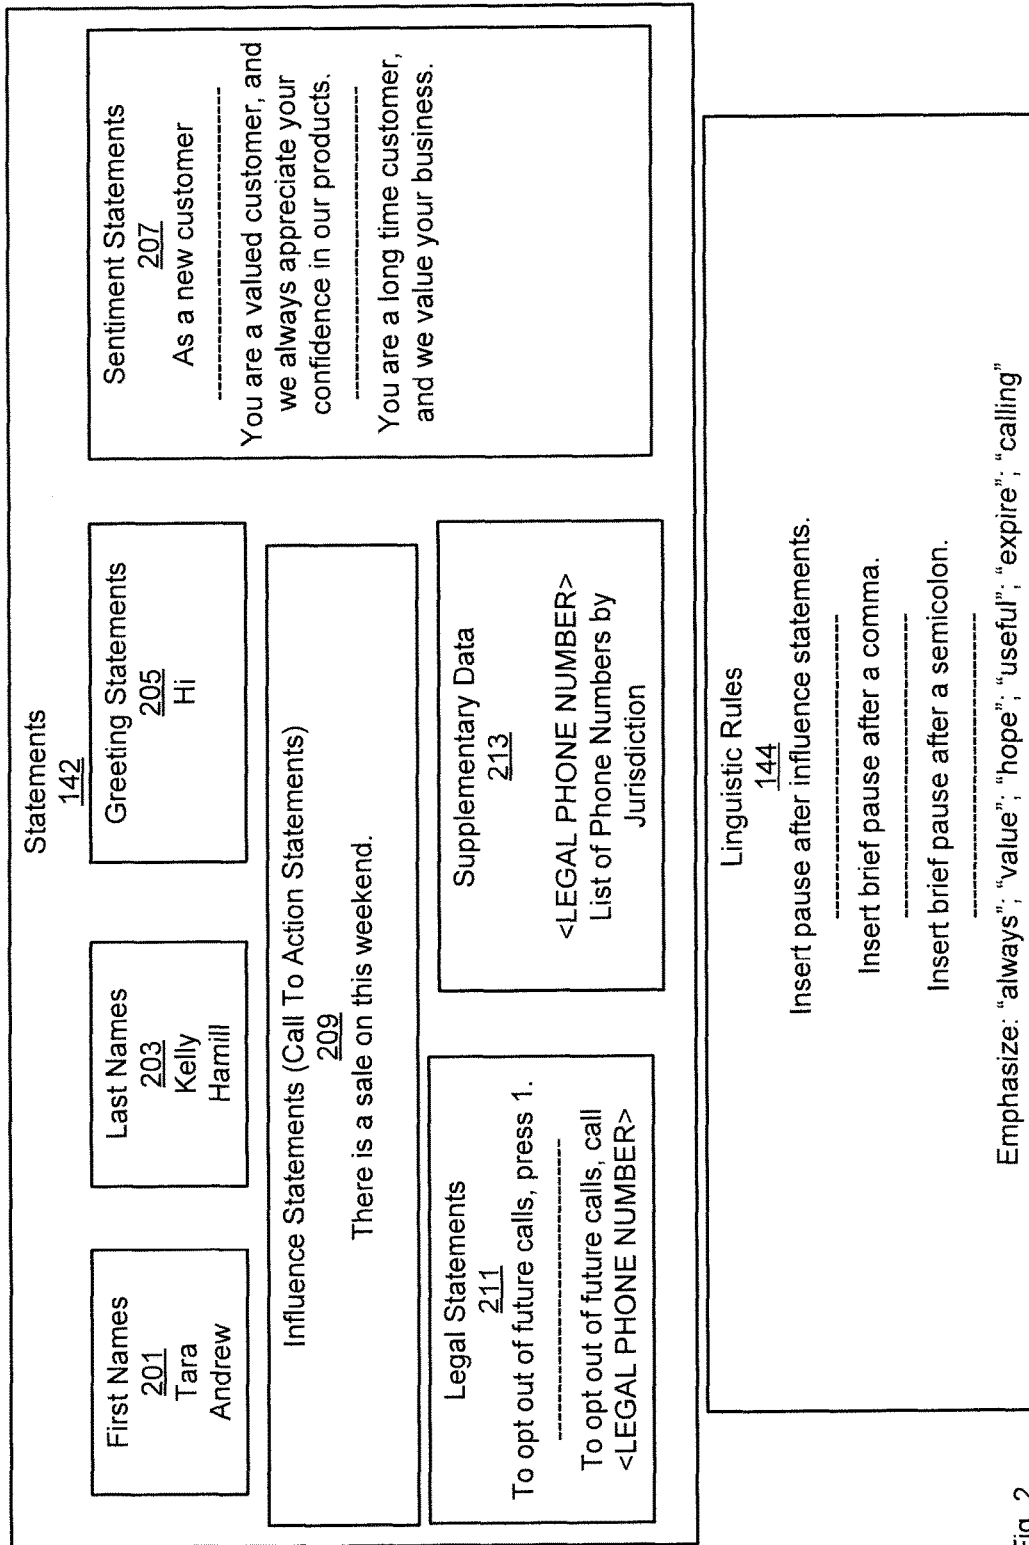 Statements
142
First Names
201
Tara
Andrew
Last Names
203
Kelly
Hamill
Greeting Statements
205
Hi
Sentiment Statements
207
As a new customer
You are a valued customer, and
we always appreciate your
confidence in our products.
You are a long time customer,
and we value your business.
Influence Statements (Call To Action Statements)
209
There is a sale on this weekend.
Legal Statements
211
To opt out of future calls, press 1.
To opt out of future calls, call
<LEGAL PHONE NUMBER>
Supplementary Data
213
<LEGAL PHONE NUMBER>
List of Phone Numbers by
Jurisdiction
Linguistic Rules
144
Insert pause after influence statements.
Insert brief pause after a comma.
Insert brief pause after a semicolon.
Emphasize: “always”; “value”; “hope”; “useful”; “expire”; “calling”
Fig. 2